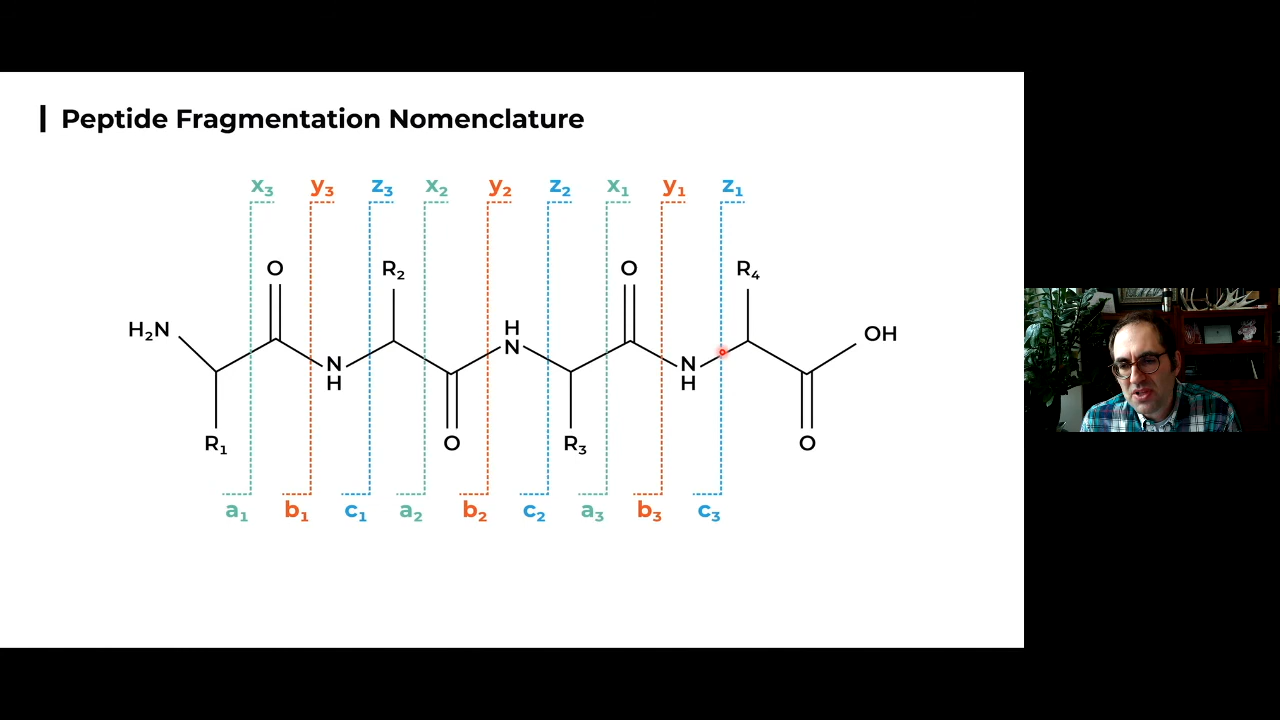 Peptide Fragmentation Nomenclature
x₃ y₃ z₃ x₂ y₂ z₂ x₁ y₁ z₁
O R₂ O R₄
H₂N H N OH
N H N H
R₁ O R₃ O
a₁ b₁ c₁ a₂ b₂ c₂ a₃ b₃ c₃